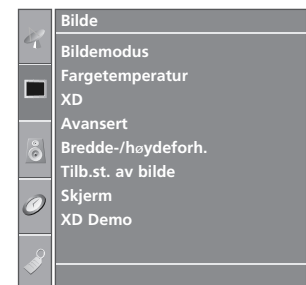 Bilde
Bildemodus
Fargetemperatur
XD
Avansert
Bredde-/høydeforh.
Tilb.st. av bilde
Skjerm
XD Demo